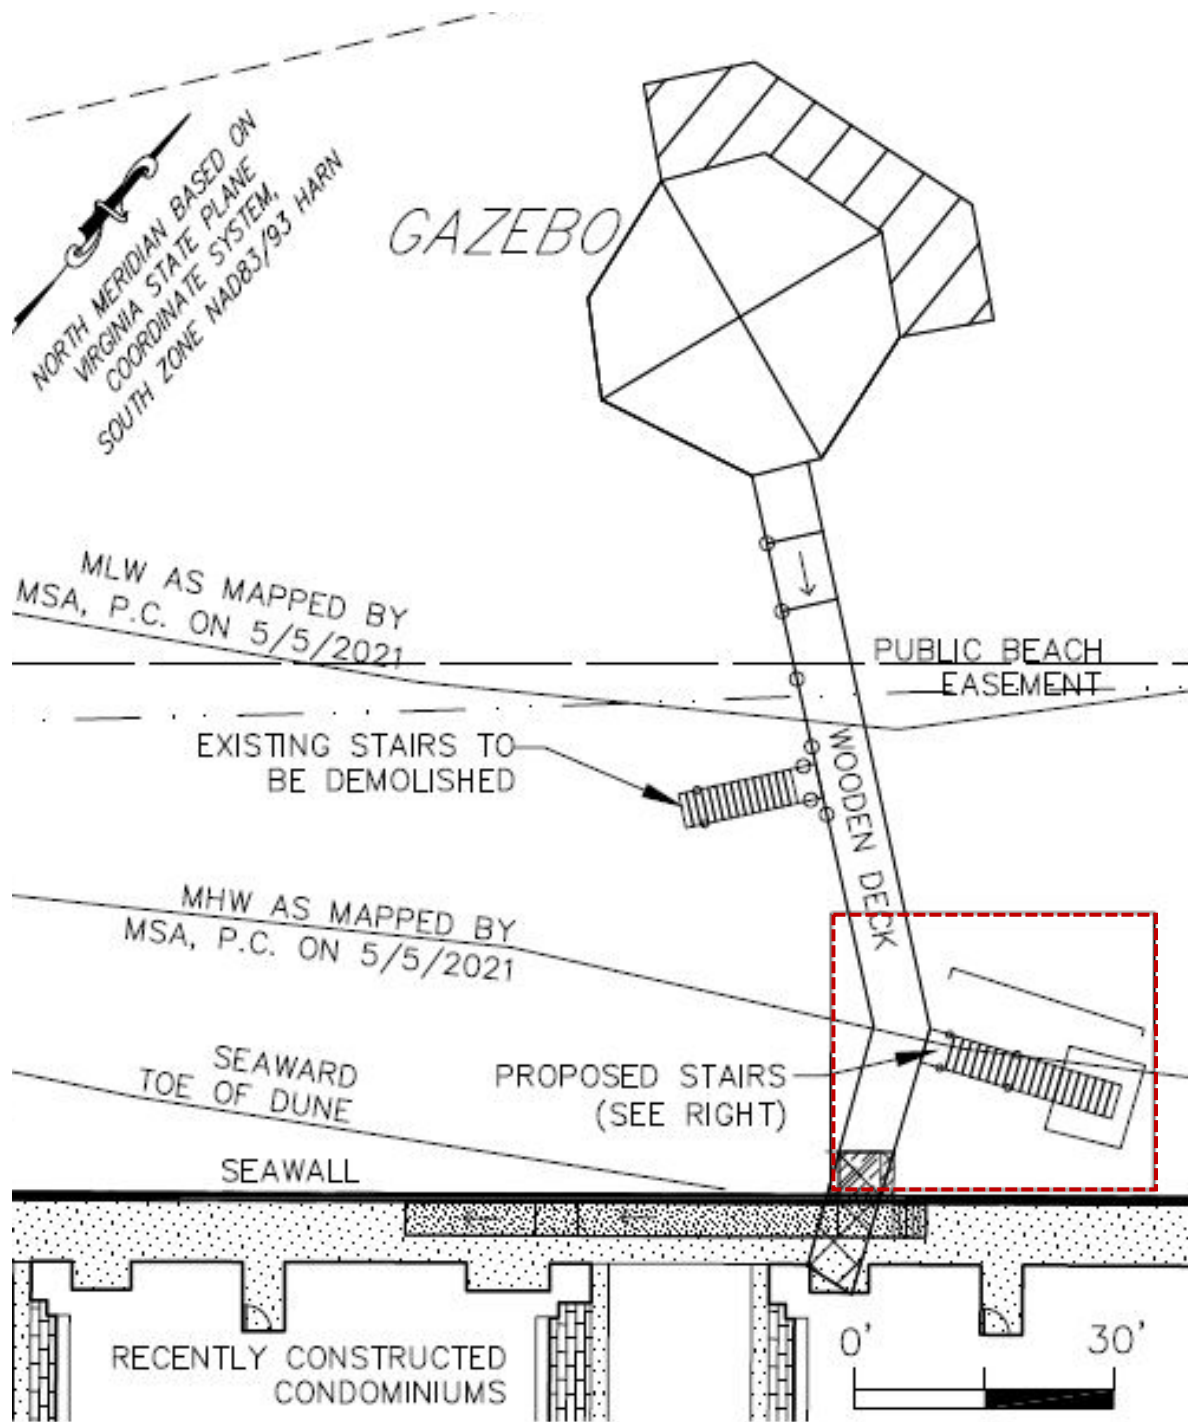 NORTH MERIDIAN BASED ON
VIRGINIA STATE PLANE
COORDINATE SYSTEM,
SOUTH ZONE NAD83/93 HARN
GAZEBO
MLW AS MAPPED BY
MSA, P.C. ON 5/5/2021
PUBLIC BEACH
EASEMENT
EXISTING STAIRS TO
BE DEMOLISHED
WOODEN DECK
MHW AS MAPPED BY
MSA, P.C. ON 5/5/2021
SEAWARD
TOE OF DUNE
PROPOSED STAIRS
(SEE RIGHT)
SEAWALL
RECENTLY CONSTRUCTED
CONDOMINIUMS
0' 30'